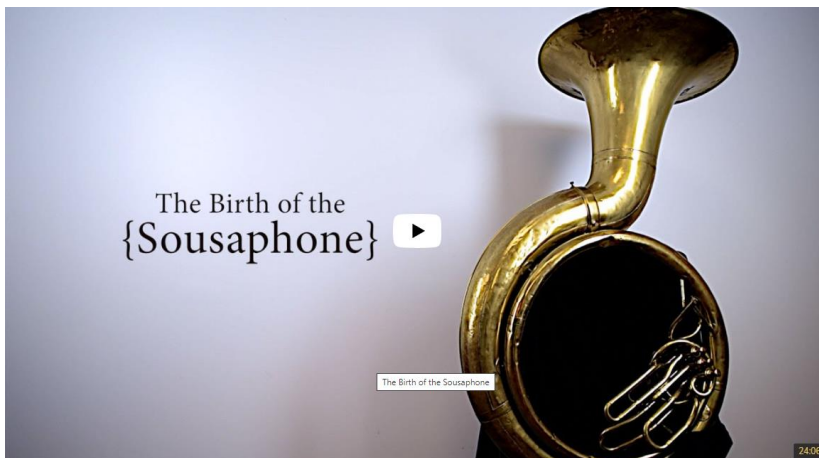 The Birth of the
{Sousaphone}
The Birth of the Sousaphone
24:06